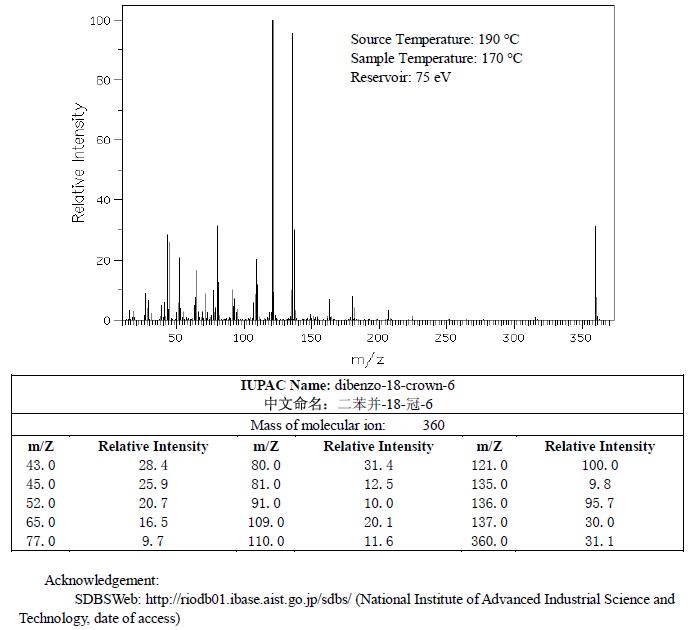 100
80
60
40
20
0
Relative Intensity
Source Temperature: 190 °C
Sample Temperature: 170 °C
Reservoir: 75 eV
50 100 150 200 250 300 350
m/z
IUPAC Name: dibenzo-18-crown-6
中文命名：二苯并-18-冠-6
Mass of molecular ion: 360
m/Z Relative Intensity m/Z Relative Intensity m/Z Relative Intensity
43.0 28.4 80.0 31.4 121.0 100.0
45.0 25.9 81.0 12.5 135.0 9.8
52.0 20.7 91.0 10.0 136.0 95.7
65.0 16.5 109.0 20.1 137.0 30.0
77.0 9.7 110.0 11.6 360.0 31.1
Acknowledgement:
SDBSWeb: http://riodb01.ibase.aist.go.jp/sdbs/ (National Institute of Advanced Industrial Science and
Technology, date of access)